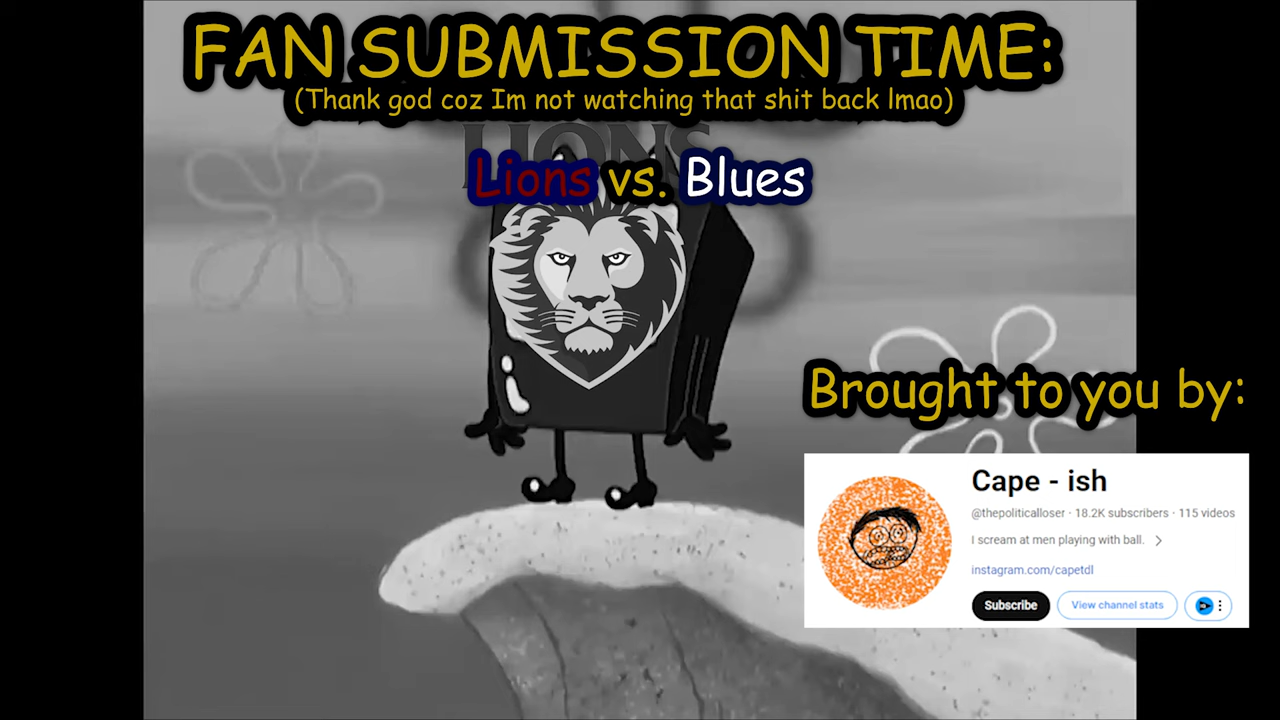 FAN SUBMISSION TIME:
(Thank god coz Im not watching that shit back lmao)
LIONS
Lions vs. Blues
Brought to you by:
Cape - ish
@thepoliticalloser · 18.2K subscribers · 115 videos
I scream at men playing with ball.
instagram.com/capetdl
Subscribe
View channel stats